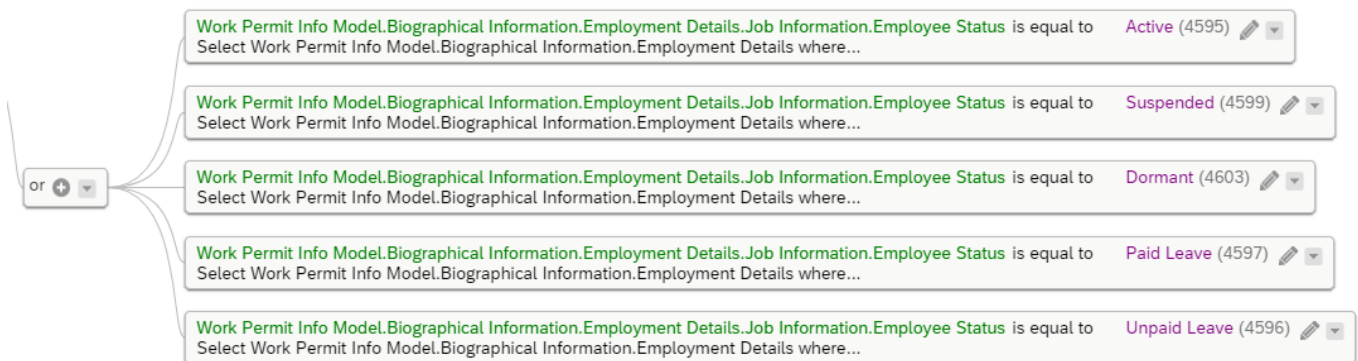 Work Permit Info Model.Biographical Information.Employment Details.Job Information.Employee Status is equal to Active (4595)
Select Work Permit Info Model.Biographical Information.Employment Details where...
Work Permit Info Model.Biographical Information.Employment Details.Job Information.Employee Status is equal to Suspended (4599)
Select Work Permit Info Model.Biographical Information.Employment Details where...
or
Work Permit Info Model.Biographical Information.Employment Details.Job Information.Employee Status is equal to Dormant (4603)
Select Work Permit Info Model.Biographical Information.Employment Details where...
Work Permit Info Model.Biographical Information.Employment Details.Job Information.Employee Status is equal to Paid Leave (4597)
Select Work Permit Info Model.Biographical Information.Employment Details where...
Work Permit Info Model.Biographical Information.Employment Details.Job Information.Employee Status is equal to Unpaid Leave (4596)
Select Work Permit Info Model.Biographical Information.Employment Details where...